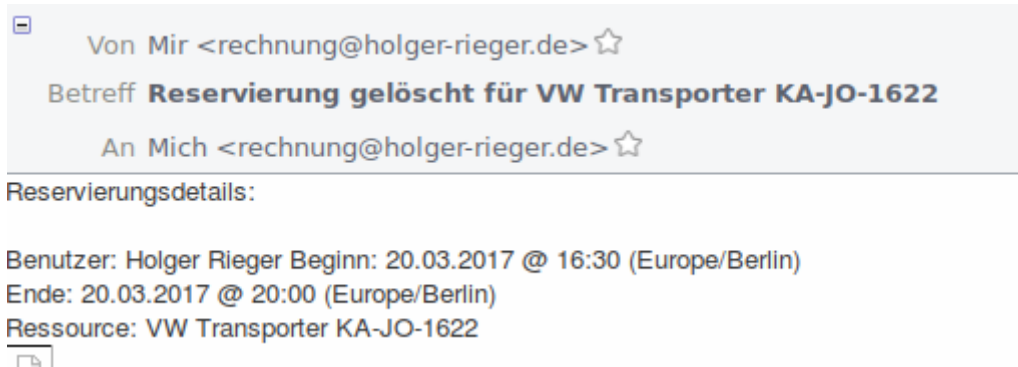 Von Mir <rechnung@holger-rieger.de>
Betreff Reservierung gelöscht für VW Transporter KA-JO-1622
An Mich <rechnung@holger-rieger.de>
Reservierungsdetails:
Benutzer: Holger Rieger Beginn: 20.03.2017 @ 16:30 (Europe/Berlin)
Ende: 20.03.2017 @ 20:00 (Europe/Berlin)
Ressource: VW Transporter KA-JO-1622